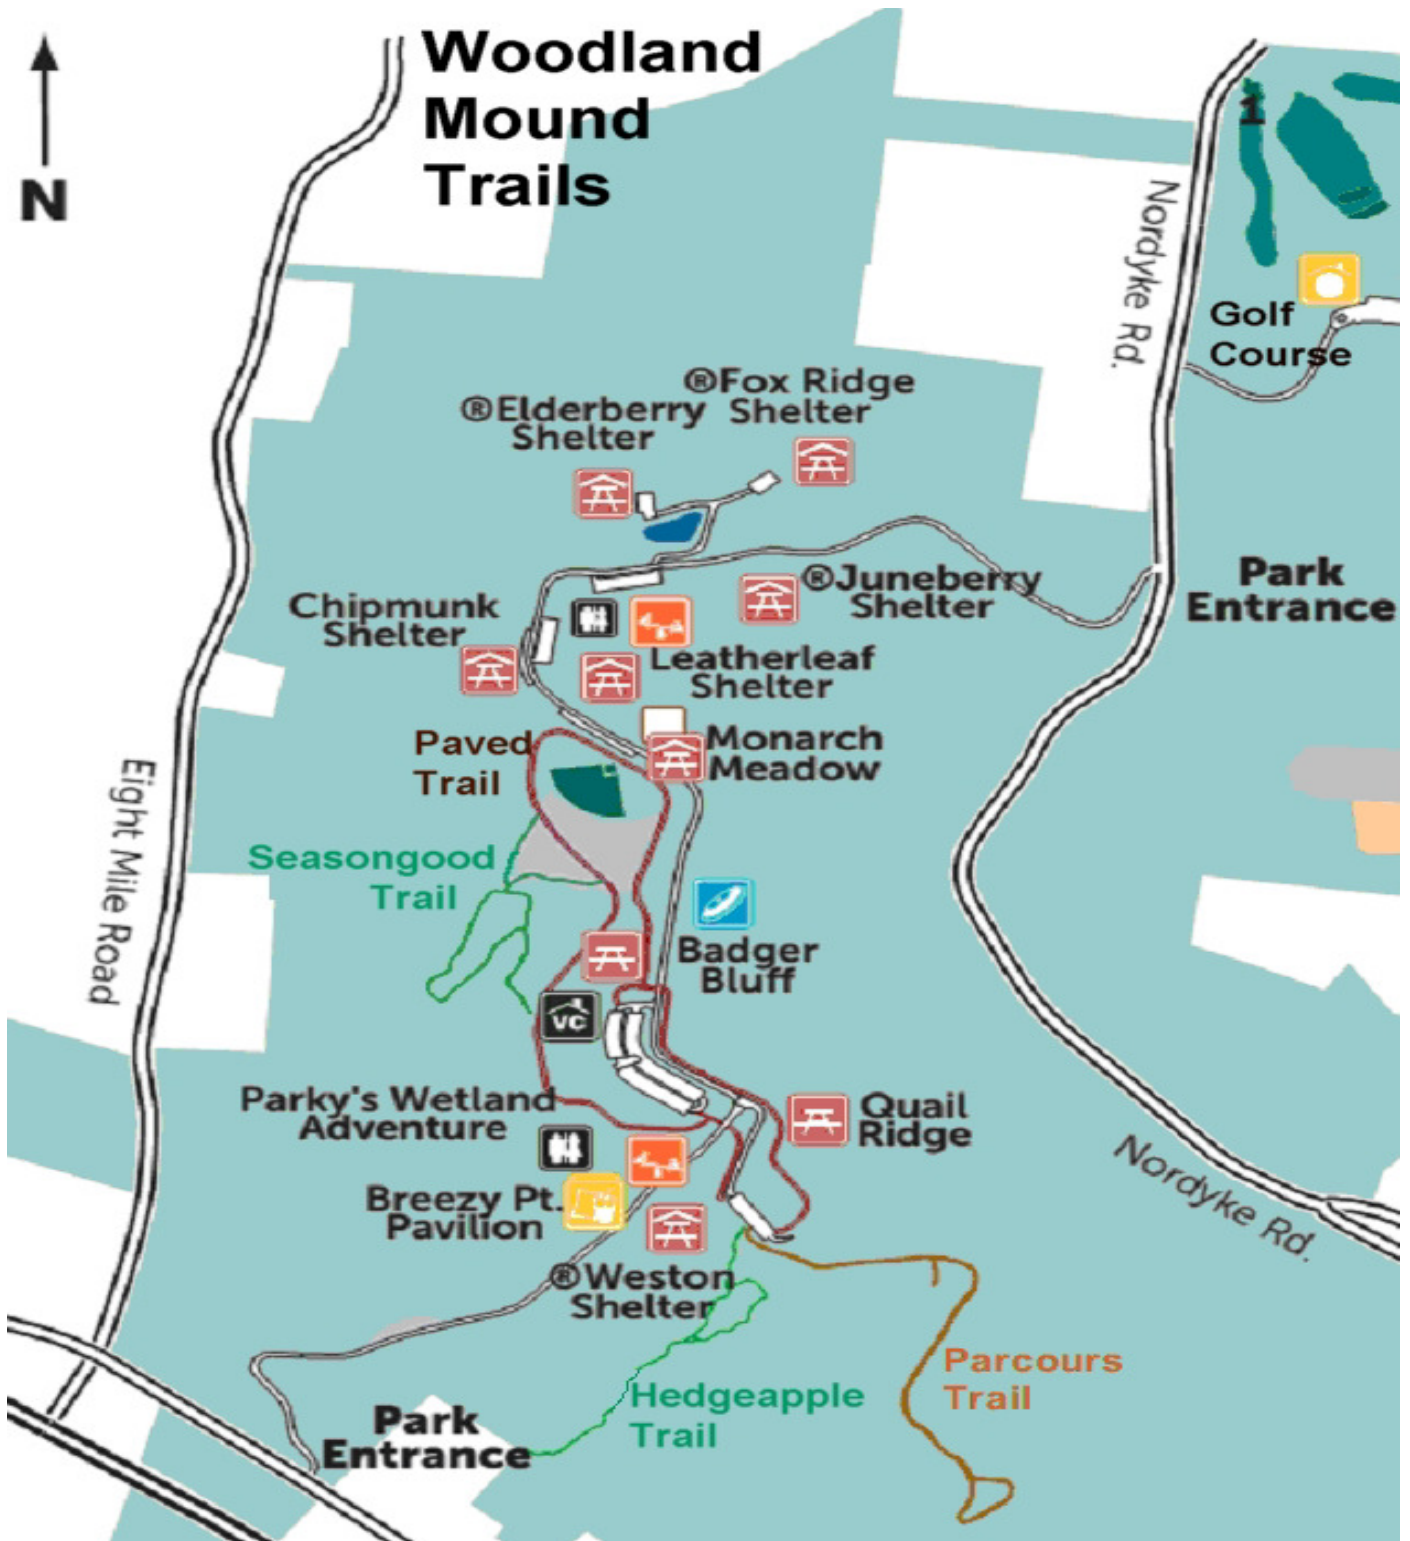 Woodland
Mound
Trails
N
1
Nordyke Rd.
Golf
Course
®Fox Ridge
Shelter
®Elderberry
Shelter
Park
Entrance
®Juneberry
Shelter
Chipmunk
Shelter
Leatherleaf
Shelter
Paved
Trail
Monarch
Meadow
Eight Mile Road
Seasongood
Trail
Badger
Bluff
VC
Parky's Wetland
Adventure
Quail
Ridge
Nordyke Rd.
Breezy Pt.
Pavilion
®Weston
Shelter
Parcours
Trail
Hedgeapple
Trail
Park
Entrance